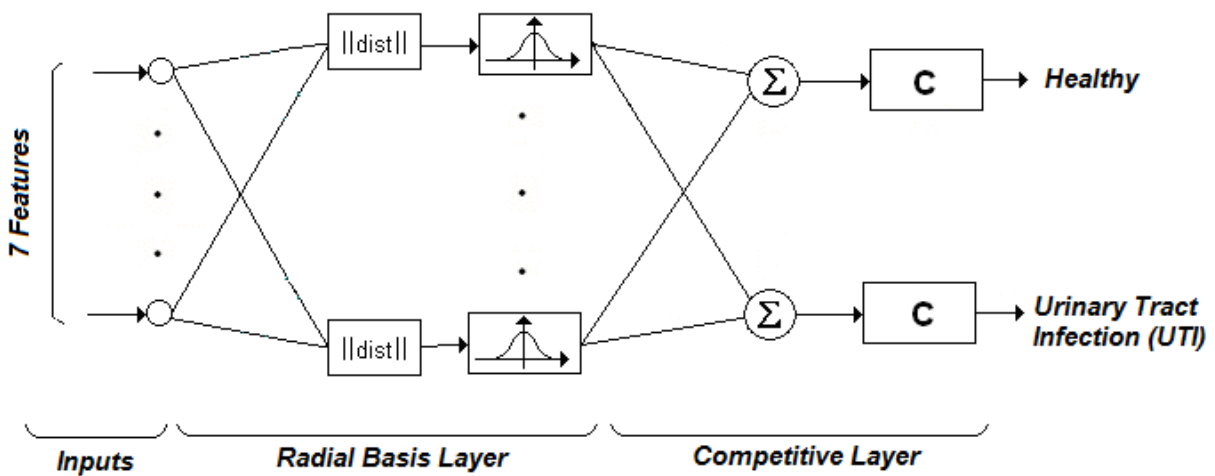 ||dist||
C
Healthy
7 Features
Σ
||dist||
C
Σ
Urinary Tract
Infection (UTI)
Inputs
Radial Basis Layer
Competitive Layer